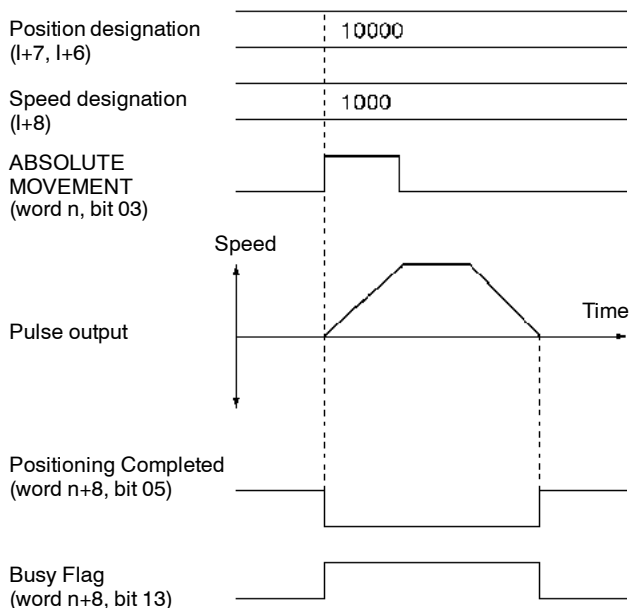 Position designation
(I+7, I+6)
10000
Speed designation
(I+8)
1000
ABSOLUTE
MOVEMENT
(word n, bit 03)
Speed
Time
Pulse output
Positioning Completed
(word n+8, bit 05)
Busy Flag
(word n+8, bit 13)